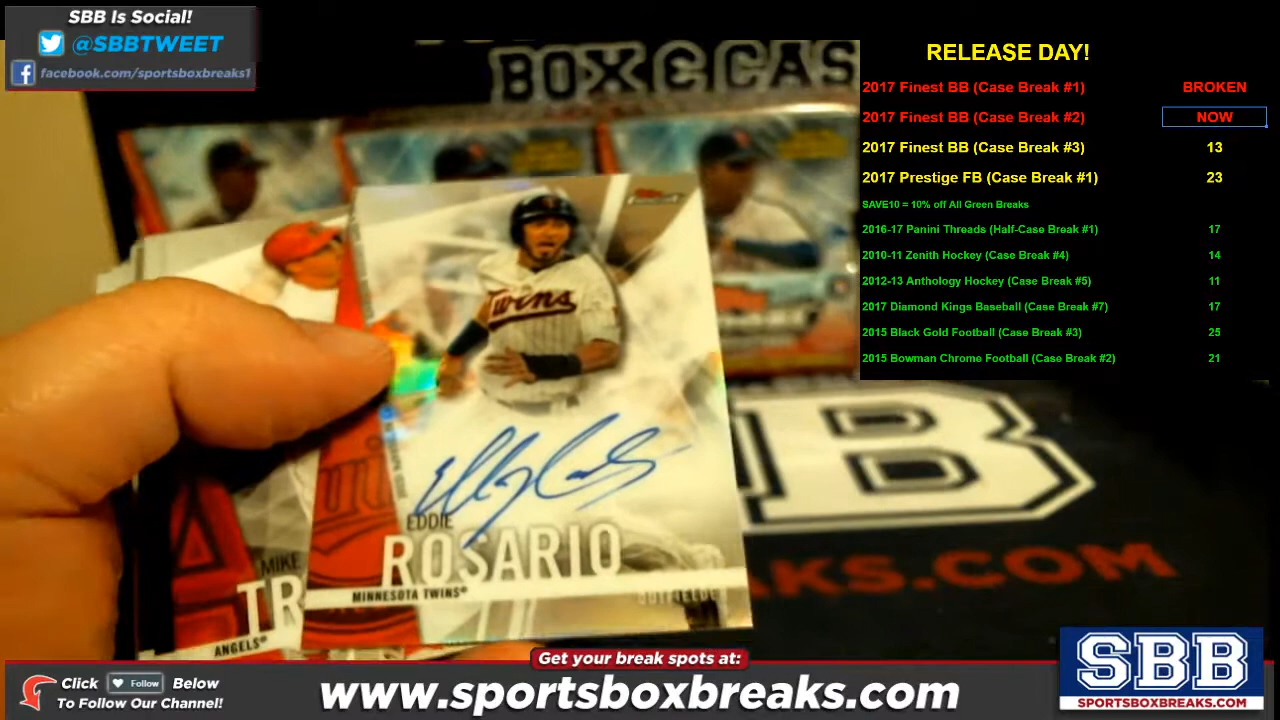 SBB Is Social!
@SBBTWEET
facebook.com/sportsboxbreaks1
BOX & CAS
RELEASE DAY!
2017 Finest BB (Case Break #1) BROKEN
2017 Finest BB (Case Break #2) NOW
2017 Finest BB (Case Break #3) 13
2017 Prestige FB (Case Break #1) 23
SAVE10 = 10% off All Green Breaks
2016-17 Panini Threads (Half-Case Break #1) 17
2010-11 Zenith Hockey (Case Break #4) 14
2012-13 Anthology Hockey (Case Break #5) 11
2017 Diamond Kings Baseball (Case Break #7) 17
2015 Black Gold Football (Case Break #3) 25
2015 Bowman Chrome Football (Case Break #2) 21
Twins
EDDIE
ROSARIO
MINNESOTA TWINS®
OUTFIELDER
MIKE
TR
ANGELS®
B
AKS.COM
Get your break spots at:
Click Follow Below
To Follow Our Channel!
www.sportsboxbreaks.com
SBB
SPORTSBOXBREAKS.COM